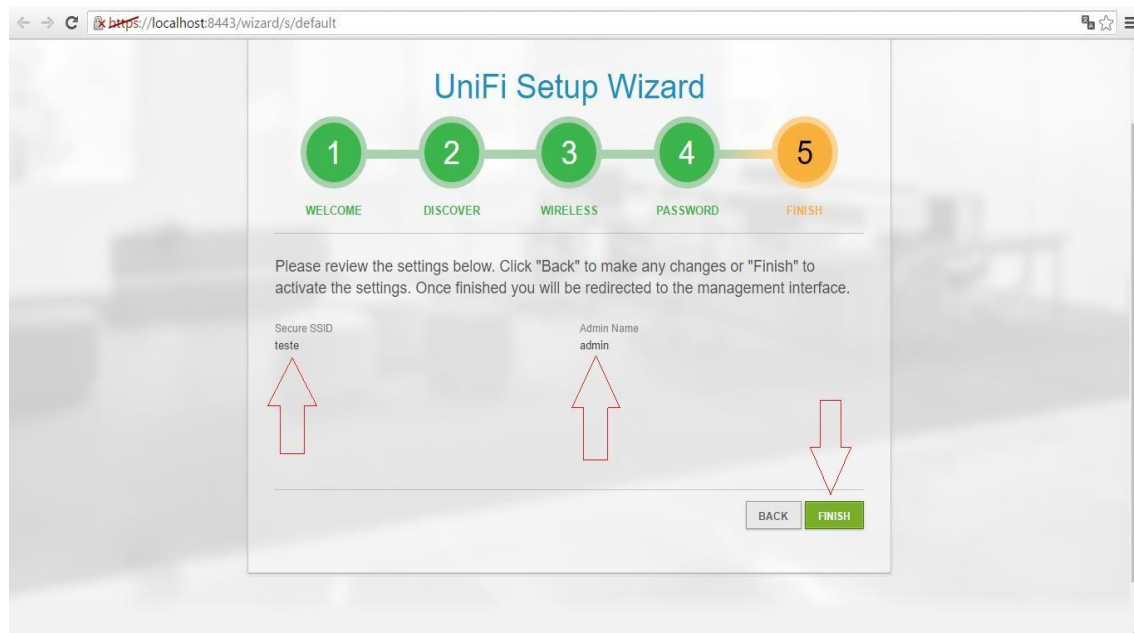 https://localhost:8443/wizard/s/default
UniFi Setup Wizard
1 2 3 4 5
WELCOME DISCOVER WIRELESS PASSWORD FINISH
Please review the settings below. Click "Back" to make any changes or "Finish" to
activate the settings. Once finished you will be redirected to the management interface.
Secure SSID Admin Name
teste admin
BACK FINISH